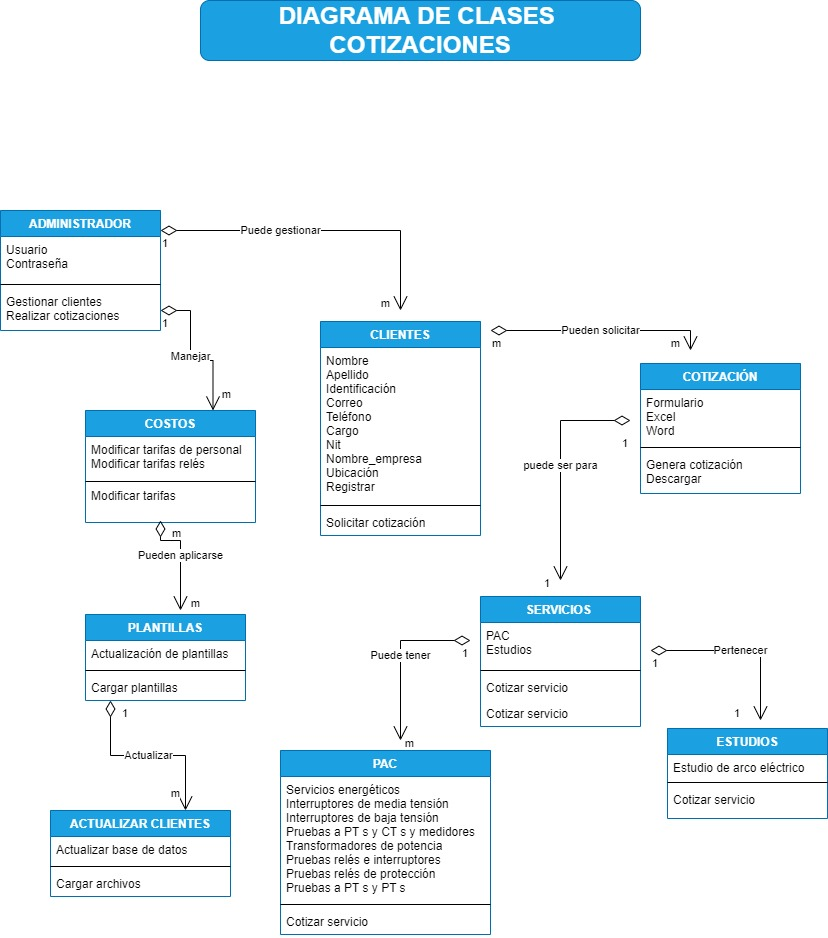 DIAGRAMA DE CLASES
COTIZACIONES
ADMINISTRADOR
Usuario
Contraseña
Gestionar clientes
Realizar cotizaciones
1
Puede gestionar
m
1
Manejar
m
CLIENTES
Nombre
Apellido
Identificación
Correo
Teléfono
Cargo
Nit
Nombre_empresa
Ubicación
Registrar
Solicitar cotización
m
Pueden solicitar
m
COTIZACIÓN
Formulario
Excel
Word
Genera cotización
Descargar
1
puede ser para
1
COSTOS
Modificar tarifas de personal
Modificar tarifas relés
Modificar tarifas
m
Pueden aplicarse
m
PLANTILLAS
Actualización de plantillas
Cargar plantillas
1
Actualizar
m
ACTUALIZAR CLIENTES
Actualizar base de datos
Cargar archivos
SERVICIOS
PAC
Estudios
Cotizar servicio
Cotizar servicio
1
Puede tener
m
1
Pertenecer
1
PAC
Servicios energéticos
Interruptores de media tensión
Interruptores de baja tensión
Pruebas a PT s y CT s y medidores
Transformadores de potencia
Pruebas relés e interruptores
Pruebas relés de protección
Pruebas a PT s y PT s
Cotizar servicio
ESTUDIOS
Estudio de arco eléctrico
Cotizar servicio